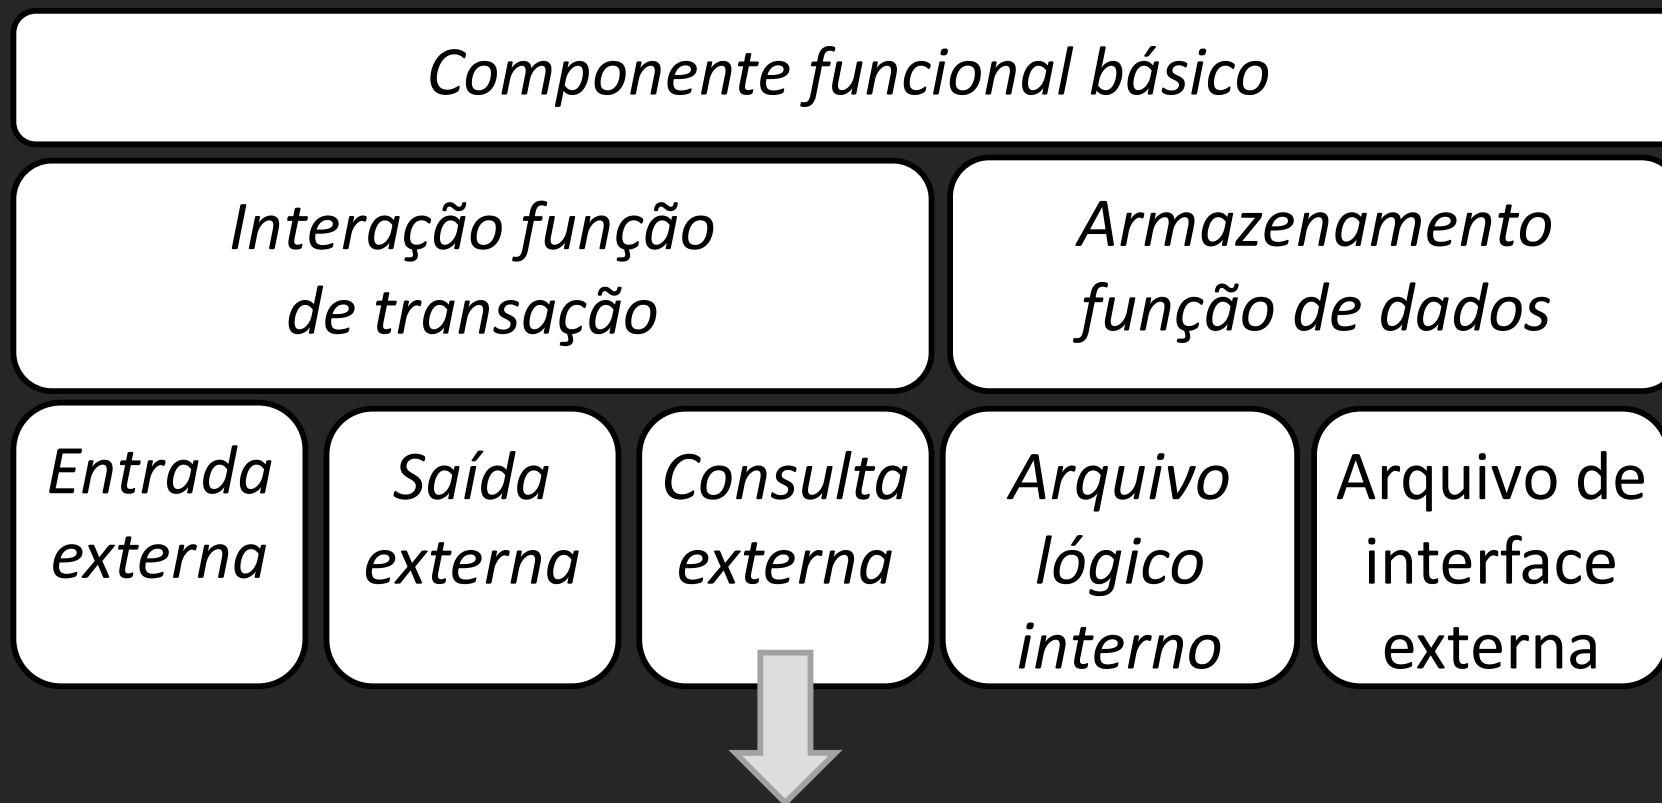 Componente funcional básico
Interação função
de transação
Armazenamento
função de dados
Entrada
externa
Saída
externa
Consulta
externa
Arquivo
lógico
interno
Arquivo de
interface
externa